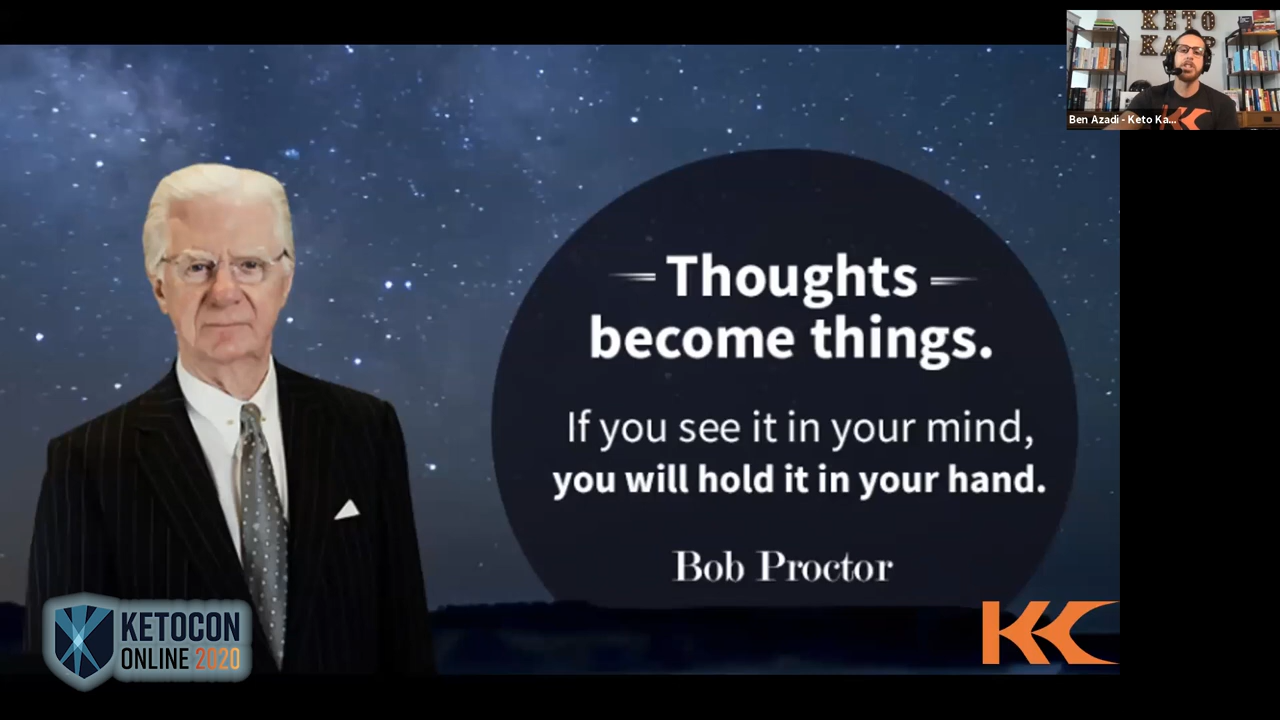 KETO
Ben Azadi - Keto Ka...
Thoughts
become things.
If you see it in your mind,
you will hold it in your hand.
Bob Proctor
KETOCON
ONLINE 2020
KK